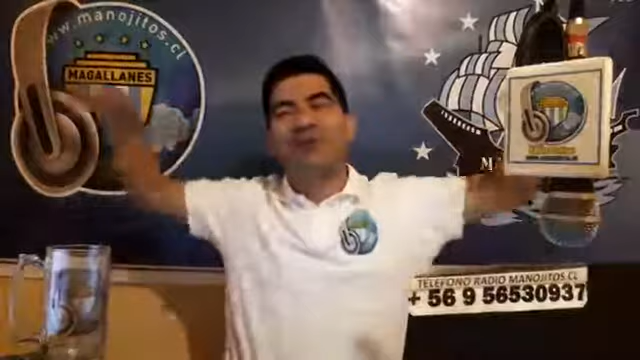 www.manojitos.cl
MAGALLANES
M
TELEFONO RADIO MANOJITOS.CL
+ 56 9 56530937